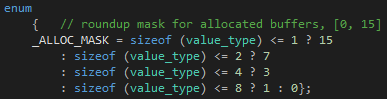 enum
{ // roundup mask for allocated buffers, [0, 15]
_ALLOC_MASK = sizeof (value_type) <= 1 ? 15
: sizeof (value_type) <= 2 ? 7
: sizeof (value_type) <= 4 ? 3
: sizeof (value_type) <= 8 ? 1 : 0};